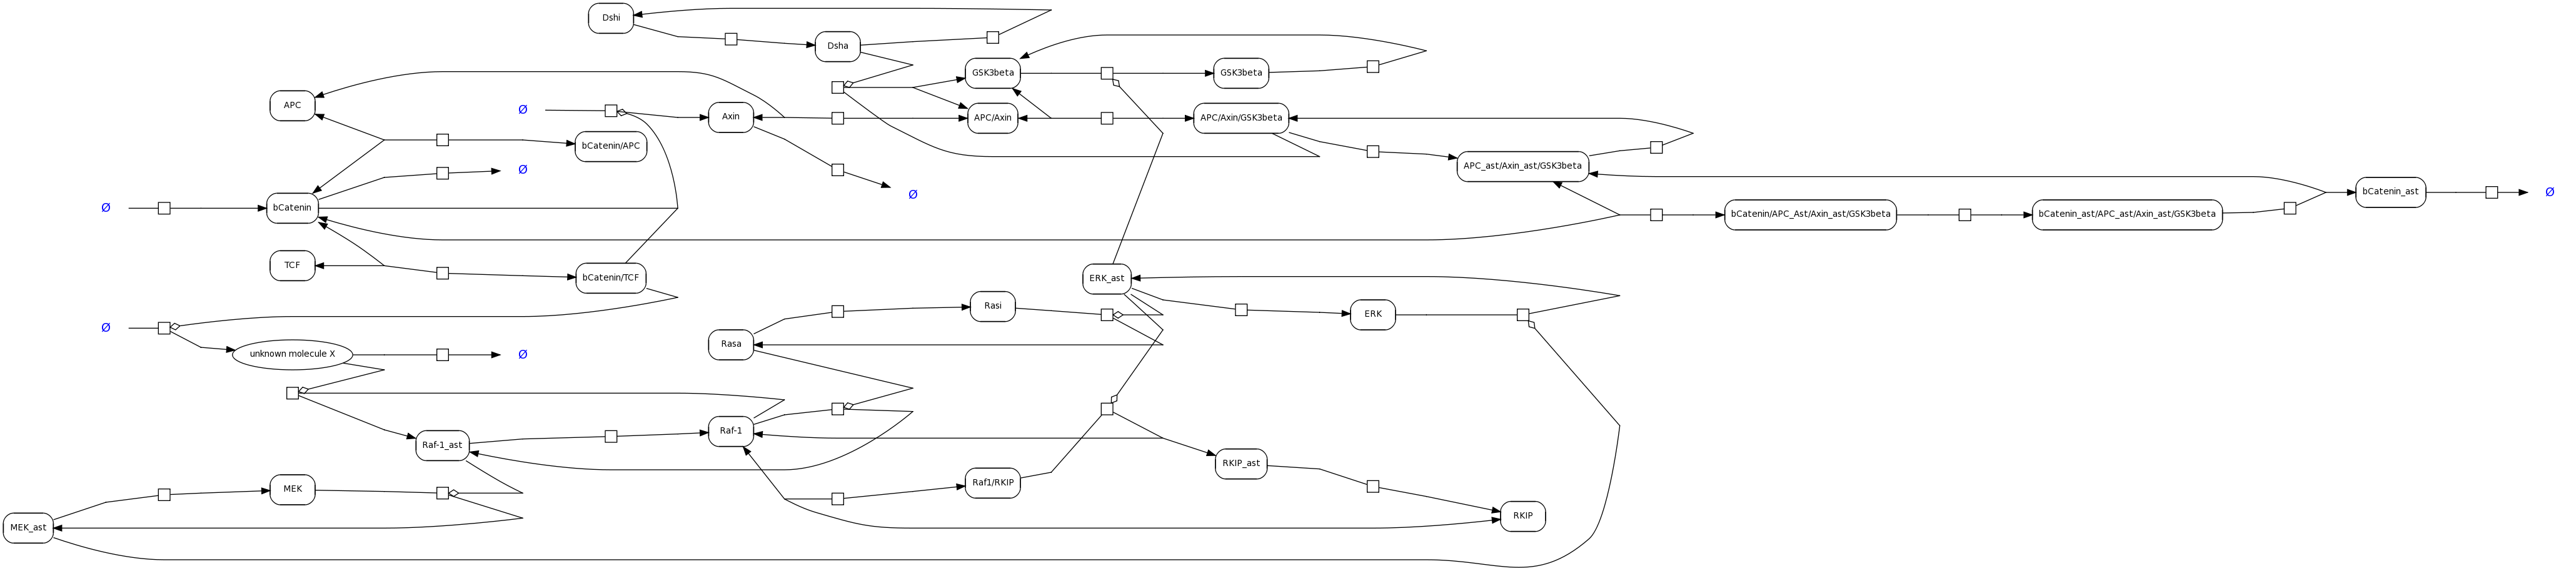 Dshi
Dsha
GSK3beta
GSK3beta
APC
Ø
Axin
APC/Axin
APC/Axin/GSK3beta
bCatenin/APC
Ø
APC_ast/Axin_ast/GSK3beta
Ø
bCatenin_ast
Ø
Ø
bCatenin
bCatenin/APC_Ast/Axin_ast/GSK3beta
bCatenin_ast/APC_ast/Axin_ast/GSK3beta
TCF
bCatenin/TCF
ERK_ast
Rasi
ERK
Ø
Rasa
unknown molecule X
Ø
Raf-1_ast
Raf-1
RKIP_ast
Raf1/RKIP
MEK
RKIP
MEK_ast